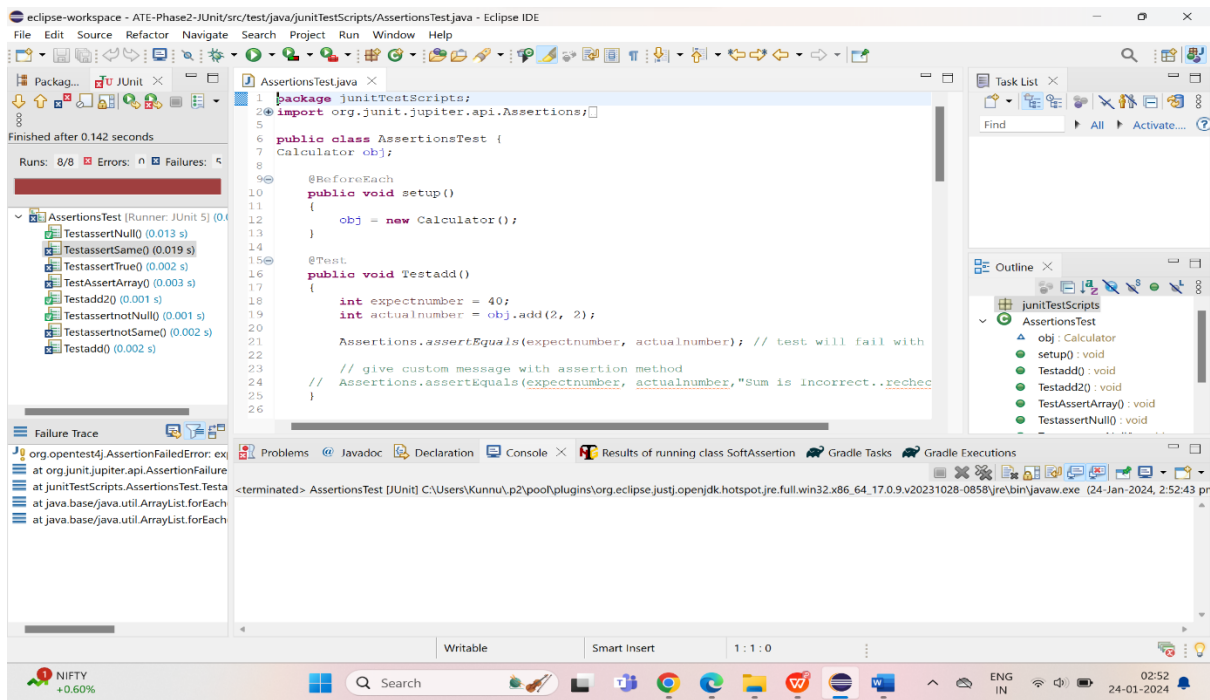 eclipse-workspace - ATE-Phase2-JUnit/src/test/java/junitTestScripts/AssertionsTest.java - Eclipse IDE
File Edit Source Refactor Navigate Search Project Run Window Help
Packag... JUnit
Finished after 0.142 seconds
Runs: 8/8 Errors: Failures:
AssertionsTest [Runner: JUnit 5] (0.0
TestassertNull() (0.013 s)
TestassertSame() (0.019 s)
TestassertTrue() (0.002 s)
TestAssertArray() (0.003 s)
Testadd2() (0.001 s)
TestassertnotNull() (0.001 s)
TestassertnotSame() (0.002 s)
Testadd() (0.002 s)
Failure Trace
org.opentest4j.AssertionFailedError: exp
at org.junit.jupiter.api.AssertionFailure
at junitTestScripts.AssertionsTest.Testa
at java.base/java.util.ArrayList.forEach
at java.base/java.util.ArrayList.forEach
AssertionsTest.java
1 package junitTestScripts;
2 import org.junit.jupiter.api.Assertions;
5
6 public class AssertionsTest {
7 Calculator obj;
8
9 @BeforeEach
10 public void setup()
11 {
12 obj = new Calculator();
13 }
14
15 @Test
16 public void Testadd()
17 {
18 int expectnumber = 40;
19 int actualnumber = obj.add(2, 2);
20
21 Assertions.assertEquals(expectnumber, actualnumber); // test will fail with
22
23 // give custom message with assertion method
24 // Assertions.assertEquals(expectnumber, actualnumber,"Sum is Incorrect..rechec
25 }
26
Task List
Find All Activate...
Outline
junitTestScripts
AssertionsTest
obj : Calculator
setup() : void
Testadd() : void
Testadd2() : void
TestAssertArray() : void
TestassertNull() : void
Problems Javadoc Declaration Console Results of running class SoftAssertion Gradle Tasks Gradle Executions
<terminated> AssertionsTest [JUnit] C:\Users\Kunnu\.p2\pool\plugins\org.eclipse.justj.openjdk.hotspot.jre.full.win32.x86_64_17.0.9.v20231028-0858\jre\bin\javaw.exe (24-Jan-2024, 2:52:43 pr
Writable Smart Insert 1 : 1 : 0
1
NIFTY
+0.60%
Search
ENG
IN
02:52
24-01-2024